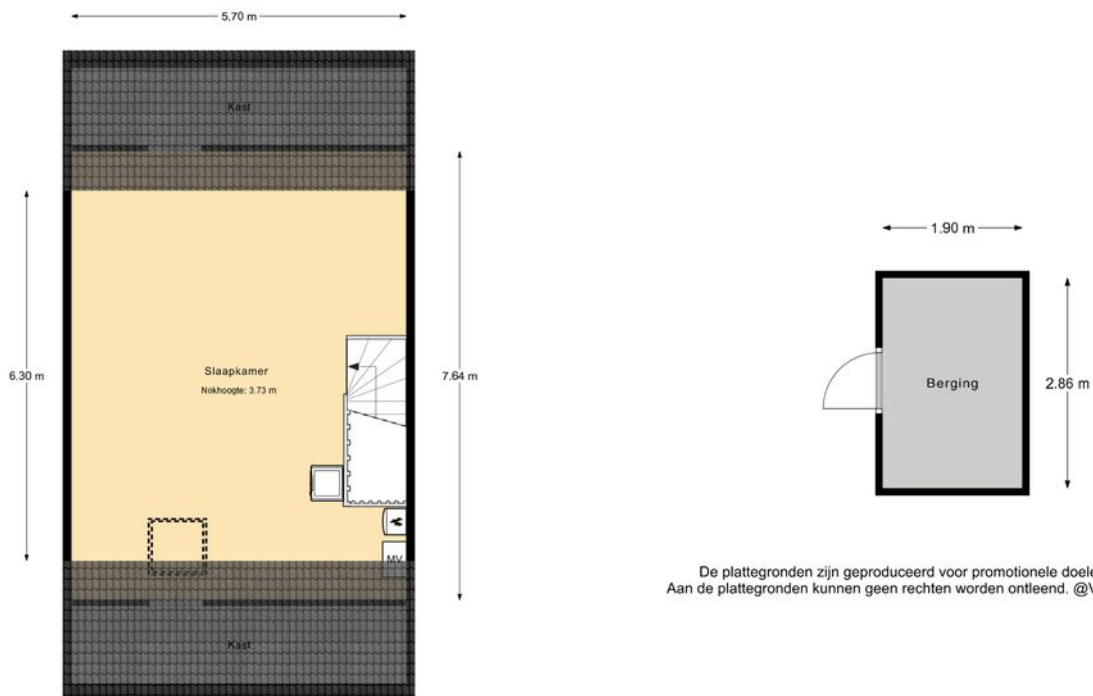 5.70 m
Kast
6.30 m
7.64 m
Slaapkamer
Nokhoogte: 3.73 m
MV
Kast
1.90 m
Berging
2.86 m
De plattegronden zijn geproduceerd voor promotionele doele
Aan de plattegronden kunnen geen rechten worden ontleend. @V